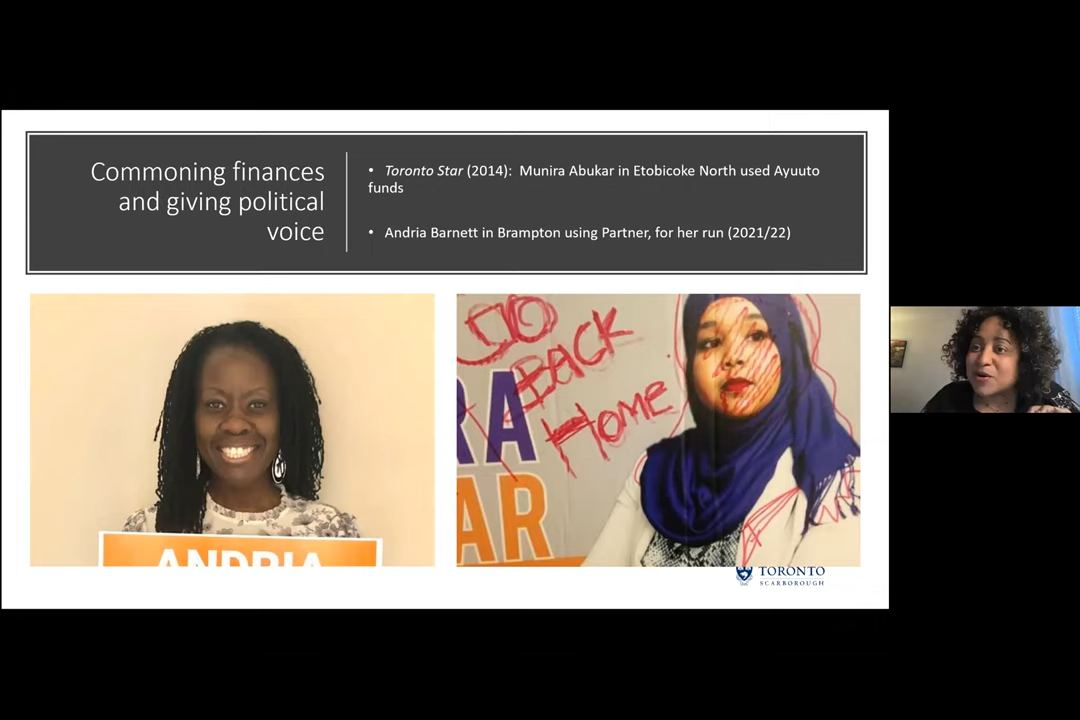 Commoning finances
and giving political
voice
• Toronto Star (2014): Munira Abukar in Etobicoke North used Ayuuto
funds
• Andria Barnett in Brampton using Partner, for her run (2021/22)
ANDRIA
GO
BACK
HOME
RA
AR
TORONTO
SCARBOROUGH